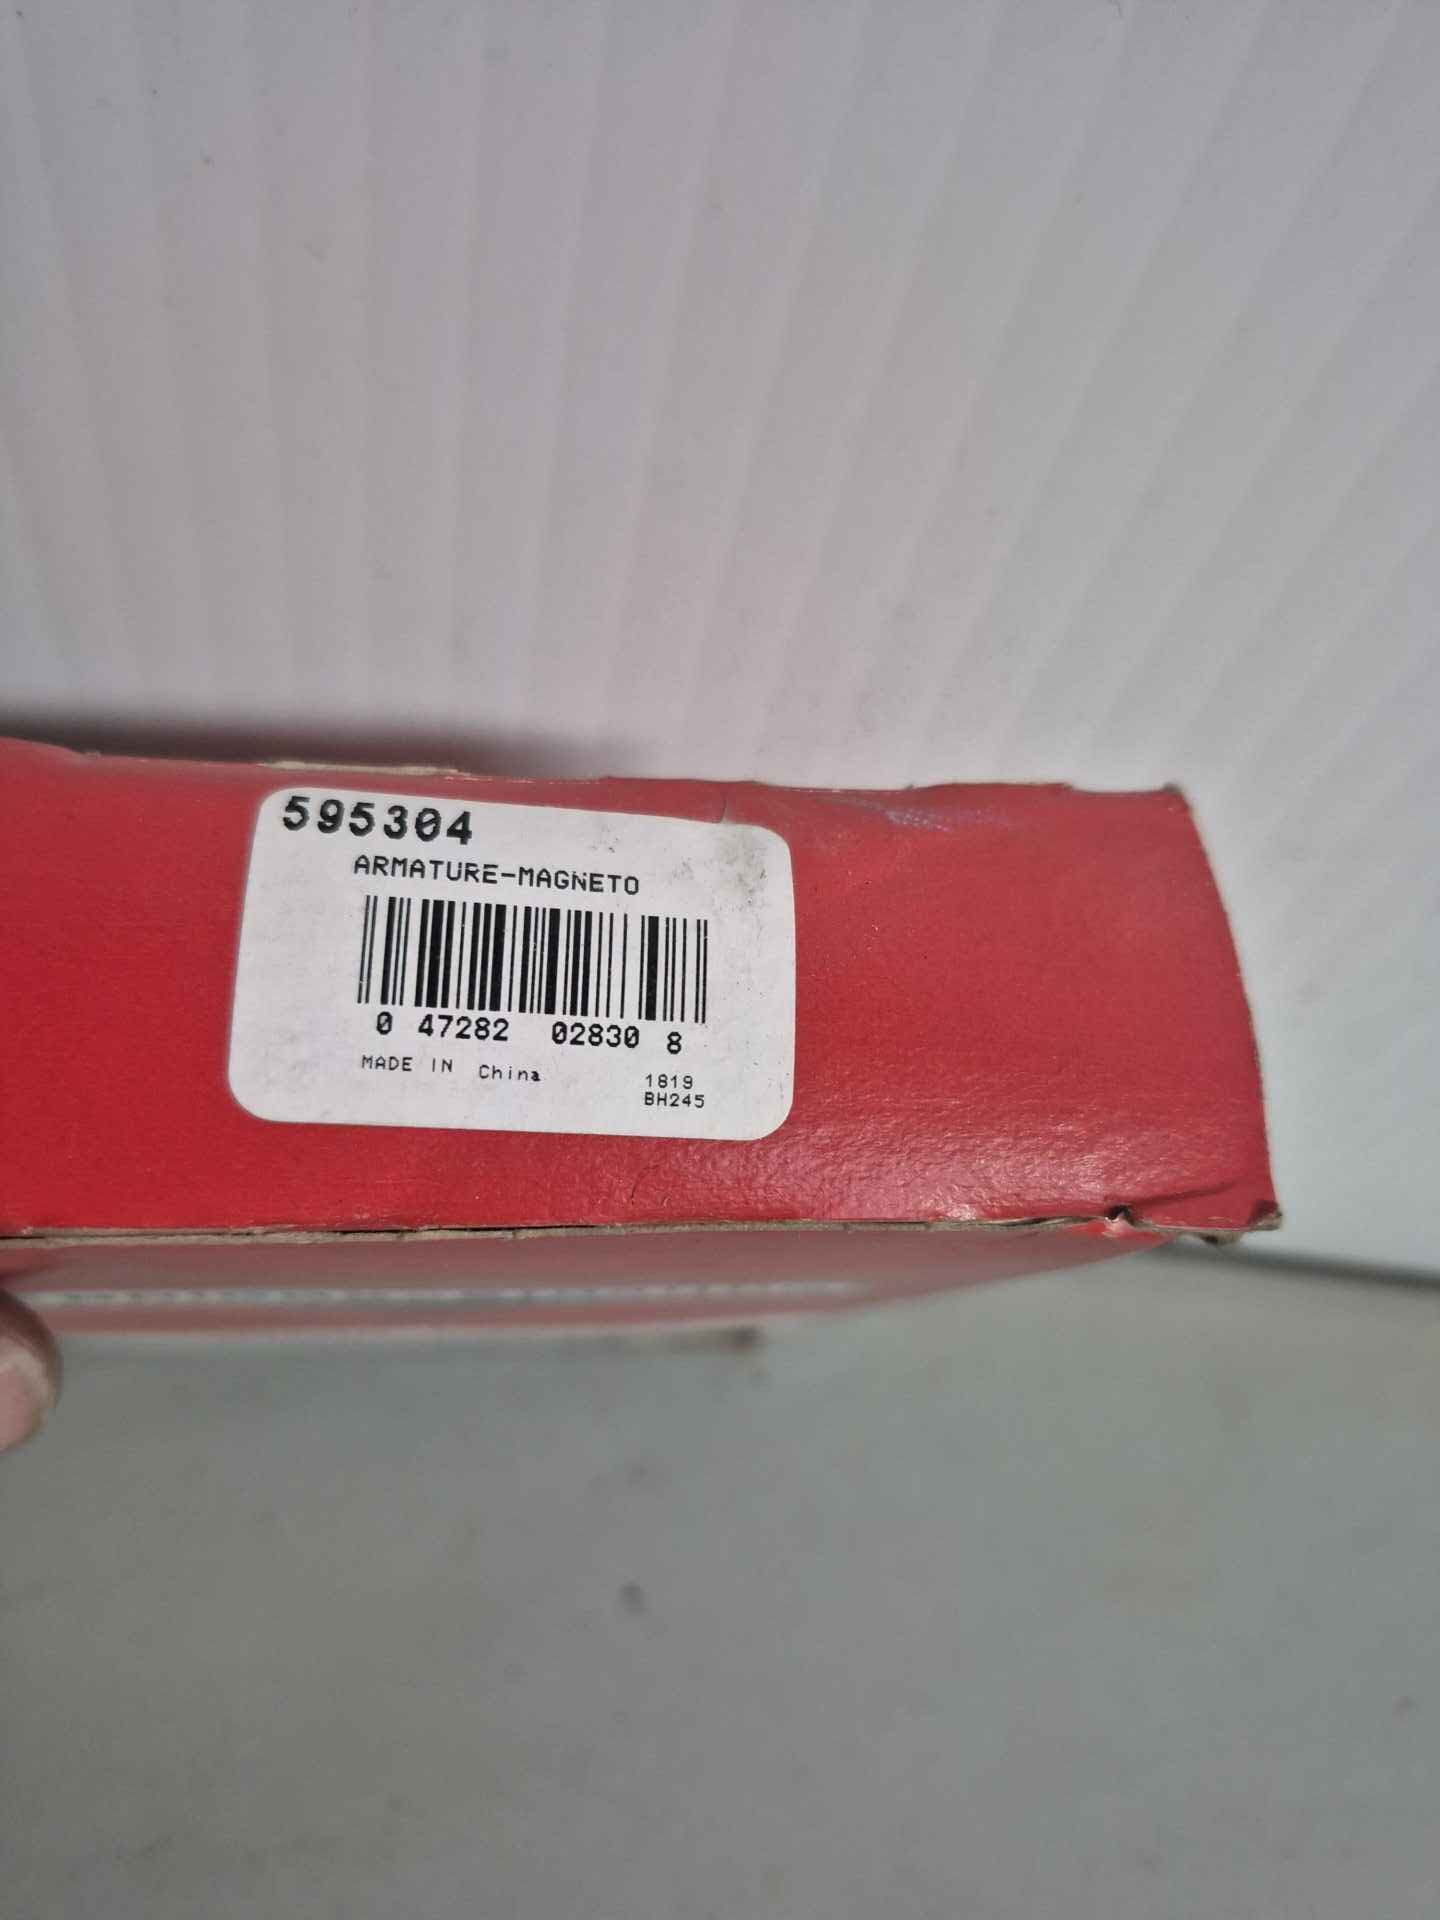 595304
ARMATURE-MAGNETO
0 47282 02830 8
MADE IN China
1819
BH245